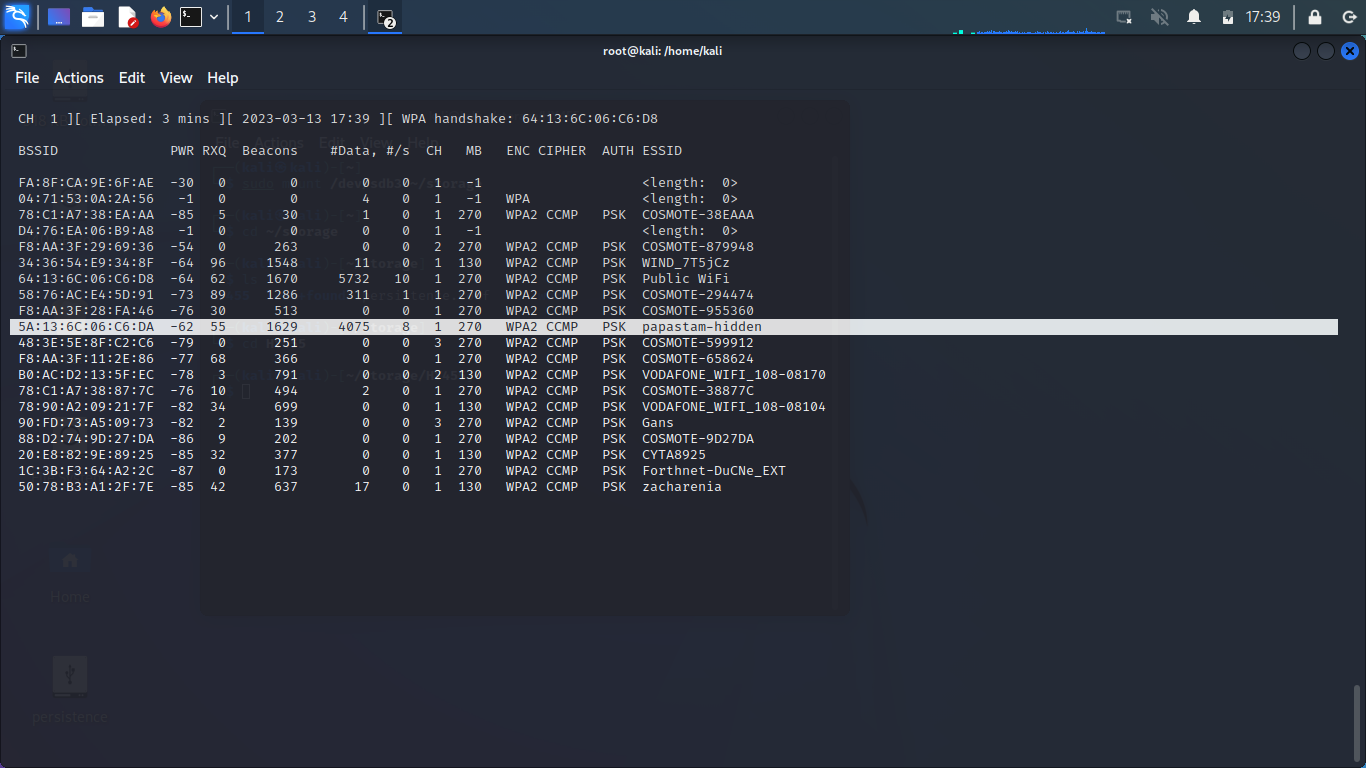 1 2 3 4 2 17:39
root@kali: /home/kali
File Actions Edit View Help
CH 1 ][ Elapsed: 3 mins ][ 2023-03-13 17:39 ][ WPA handshake: 64:13:6C:06:C6:D8
BSSID PWR RXQ Beacons #Data, #/s CH MB ENC CIPHER AUTH ESSID
FA:8F:CA:9E:6F:AE -30 0 0 0 0 1 -1 <length: 0>
04:71:53:0A:2A:56 -1 0 0 4 0 1 -1 WPA <length: 0>
78:C1:A7:38:EA:AA -85 5 30 1 0 1 270 WPA2 CCMP PSK COSMOTE-38EAAA
D4:76:EA:06:B9:A8 -1 0 0 0 0 1 -1 <length: 0>
F8:AA:3F:29:69:36 -54 0 263 0 0 2 270 WPA2 CCMP PSK COSMOTE-879948
34:36:54:E9:34:8F -64 96 1548 11 0 1 130 WPA2 CCMP PSK WIND_7T5jCz
64:13:6C:06:C6:D8 -64 62 1670 5732 10 1 270 WPA2 CCMP PSK Public WiFi
58:76:AC:E4:5D:91 -73 89 1286 311 1 1 270 WPA2 CCMP PSK COSMOTE-294474
F8:AA:3F:28:FA:46 -76 30 513 0 0 1 270 WPA2 CCMP PSK COSMOTE-955360
5A:13:6C:06:C6:DA -62 55 1629 4075 8 1 270 WPA2 CCMP PSK papastam-hidden
48:3E:5E:8F:C2:C6 -79 0 251 0 0 3 270 WPA2 CCMP PSK COSMOTE-599912
F8:AA:3F:11:2E:86 -77 68 366 0 0 1 270 WPA2 CCMP PSK COSMOTE-658624
B0:AC:D2:13:5F:EC -78 3 791 0 0 2 130 WPA2 CCMP PSK VODAFONE_WIFI_108-08170
78:C1:A7:38:87:7C -76 10 494 2 0 1 270 WPA2 CCMP PSK COSMOTE-38877C
78:90:A2:09:21:7F -82 34 699 0 0 1 130 WPA2 CCMP PSK VODAFONE_WIFI_108-08104
90:FD:73:A5:09:73 -82 2 139 0 0 3 270 WPA2 CCMP PSK Gans
88:D2:74:9D:27:DA -86 9 202 0 0 1 270 WPA2 CCMP PSK COSMOTE-9D27DA
20:E8:82:9E:89:25 -85 32 377 0 0 1 130 WPA2 CCMP PSK CYTA8925
1C:3B:F3:64:A2:2C -87 0 173 0 0 1 270 WPA2 CCMP PSK Forthnet-DuCNe_EXT
50:78:B3:A1:2F:7E -85 42 637 17 0 1 130 WPA2 CCMP PSK zacharenia
Home
persistence